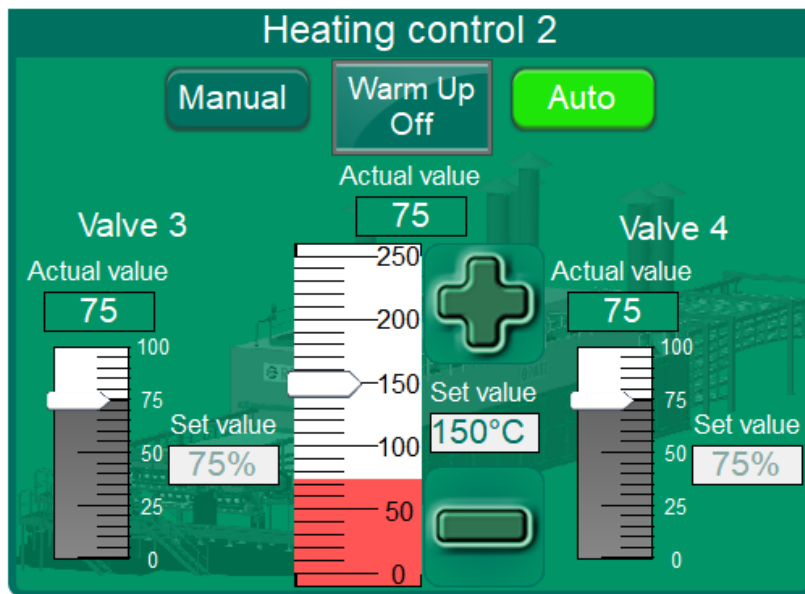 Heating control 2
Manual
Warm Up
Off
Auto
Actual value
75
Valve 3
Actual value
75
100
75
50
25
0
Set value
75%
250
200
150
100
50
0
Set value
150°C
Valve 4
Actual value
75
100
75
50
25
0
Set value
75%